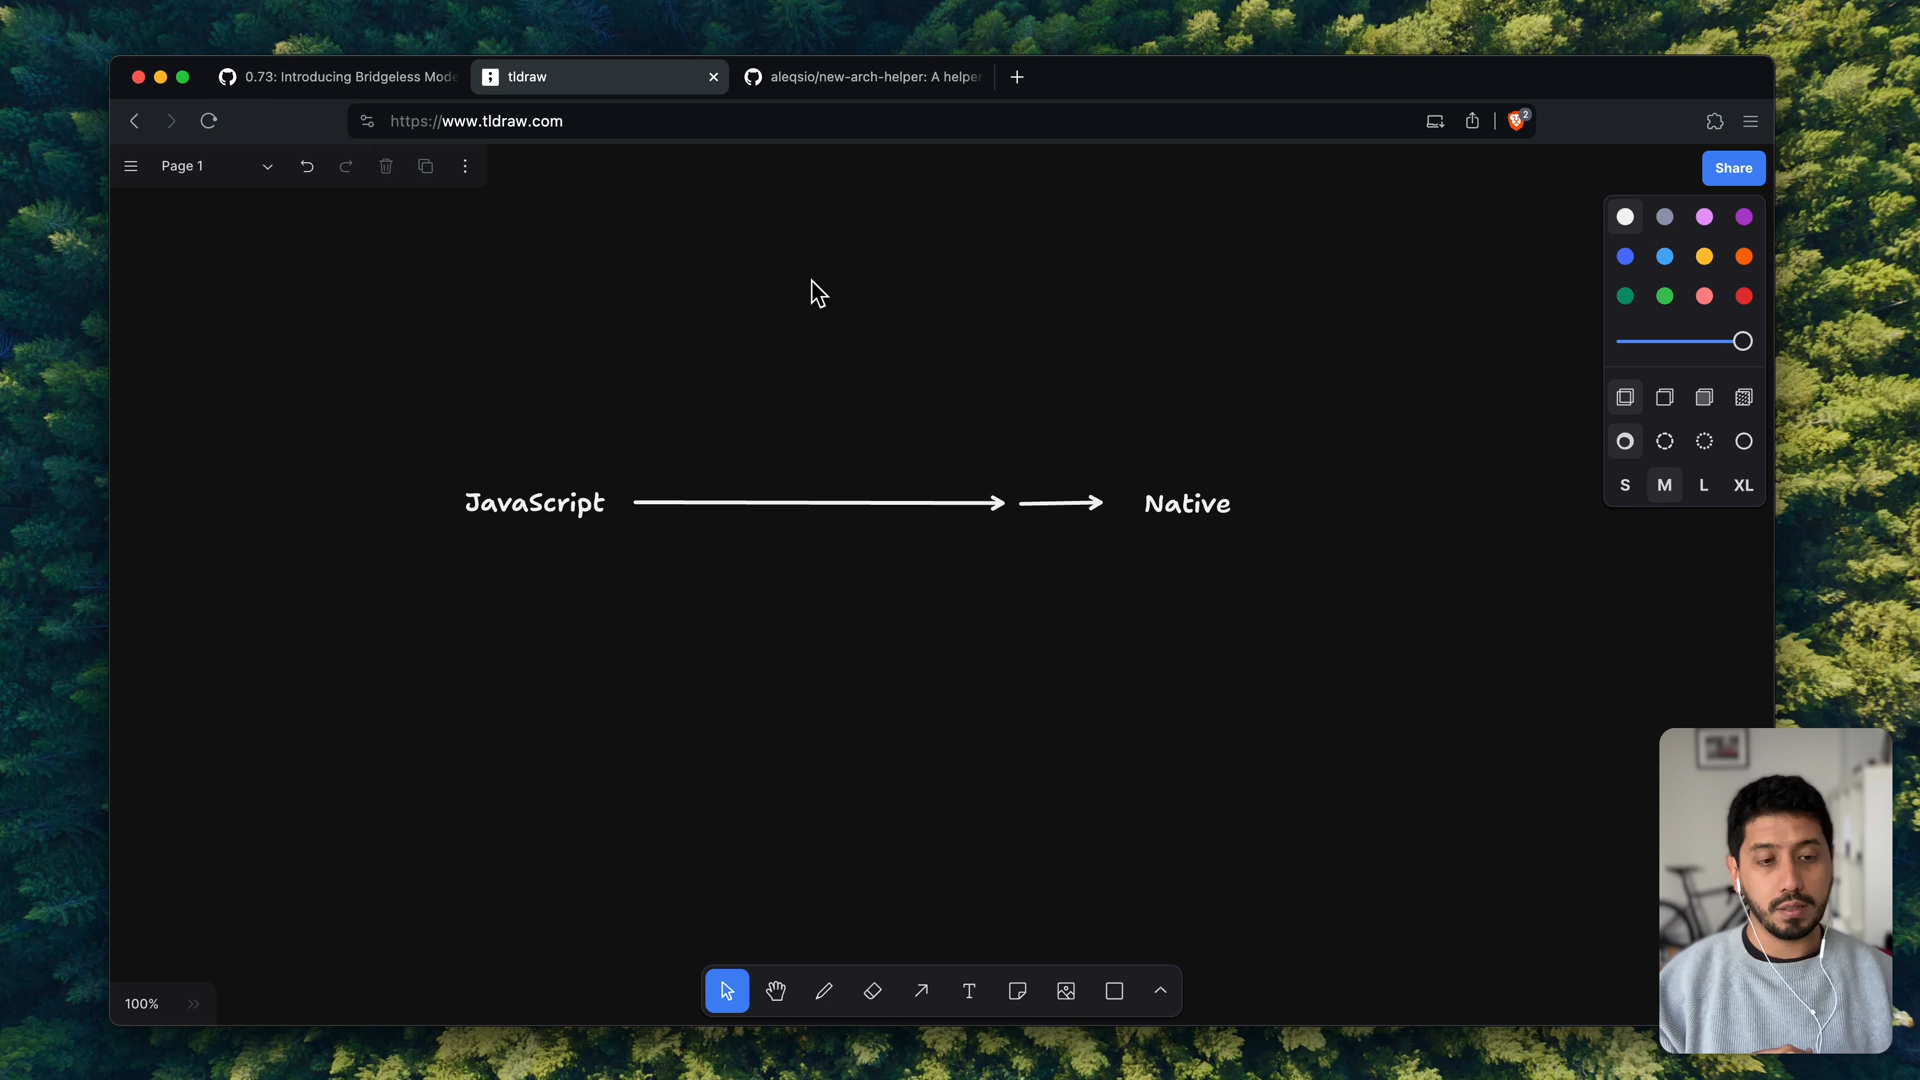 0.73: Introducing Bridgeless Mode
tldraw
aleqsio/new-arch-helper: A helper
https://www.tldraw.com
2
Page 1
Share
S M L XL
JavaScript
Native
T
100%